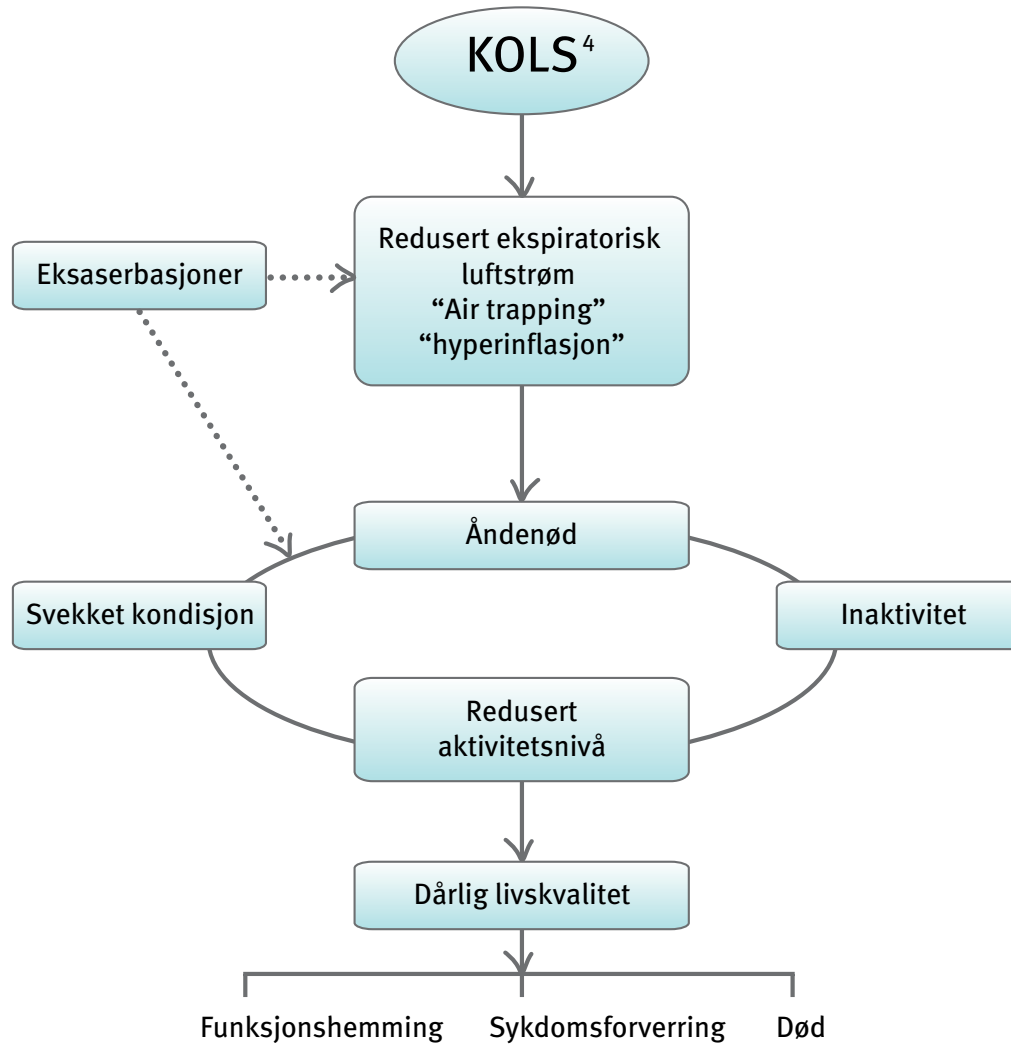 KOLS⁴
Redusert ekspiratorisk
luftstrøm
“Air trapping”
“hyperinflasjon”
Eksaserbasjoner
Åndenød
Svekket kondisjon
Inaktivitet
Redusert
aktivitetsnivå
Dårlig livskvalitet
Funksjonshemming Sykdomsforverring Død